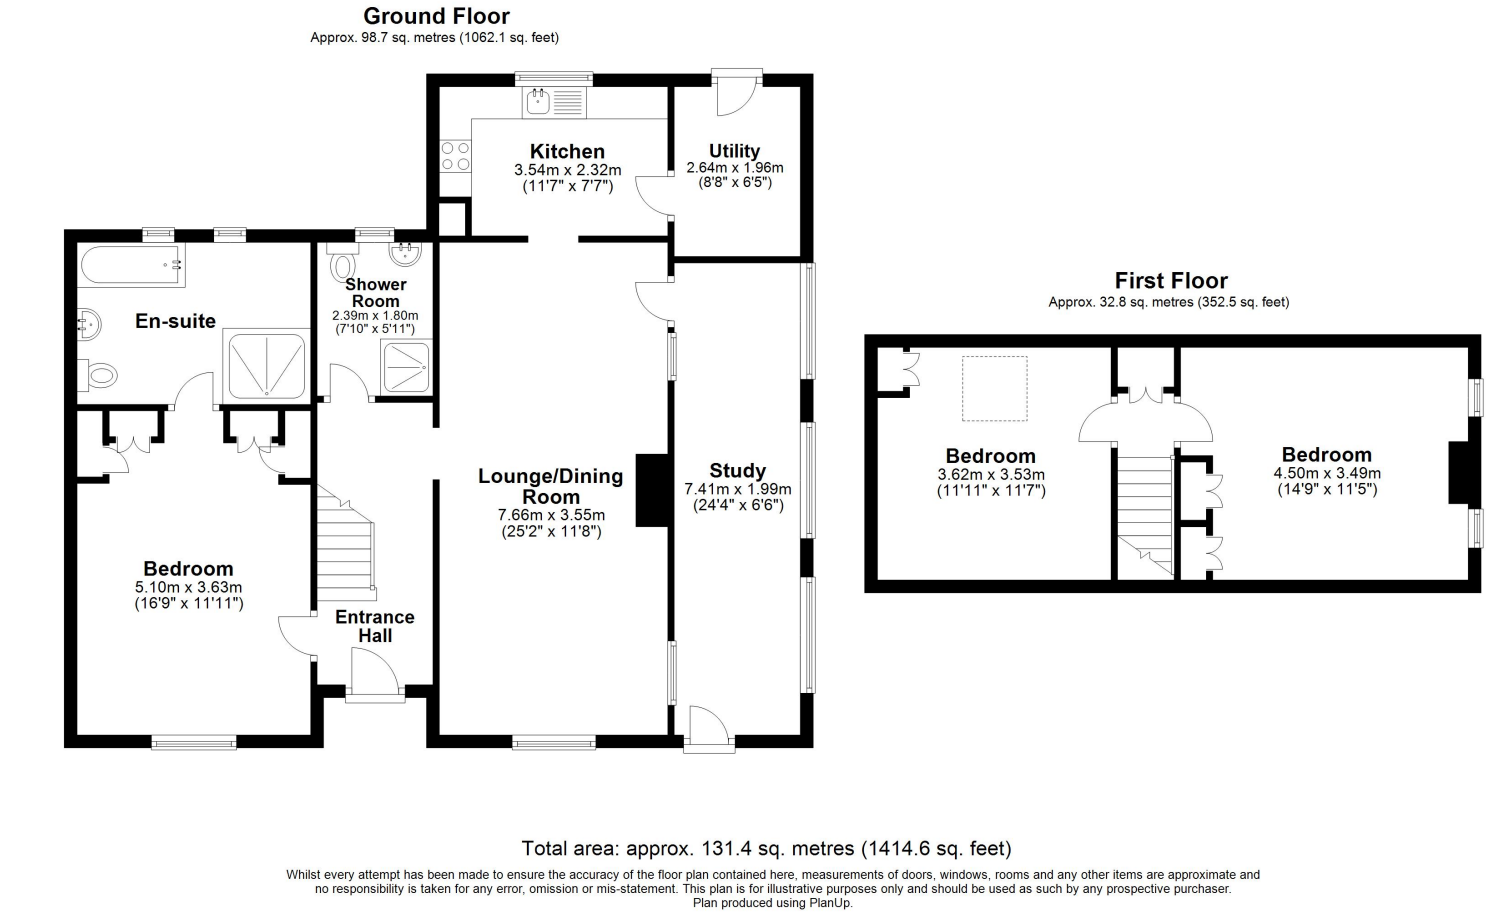 Ground Floor
Approx. 98.7 sq. metres (1062.1 sq. feet)
Kitchen
3.54m x 2.32m
(11'7" x 7'7")
Utility
2.64m x 1.96m
(8'8" x 6'5")
En-suite
Shower
Room
2.39m x 1.80m
(7'10" x 5'11")
Lounge/Dining
Room
7.66m x 3.55m
(25'2" x 11'8")
Study
7.41m x 1.99m
(24'4" x 6'6")
Bedroom
5.10m x 3.63m
(16'9" x 11'11")
Entrance
Hall
First Floor
Approx. 32.8 sq. metres (352.5 sq. feet)
Bedroom
3.62m x 3.53m
(11'11" x 11'7")
Bedroom
4.50m x 3.49m
(14'9" x 11'5")
Total area: approx. 131.4 sq. metres (1414.6 sq. feet)
Whilst every attempt has been made to ensure the accuracy of the floor plan contained here, measurements of doors, windows, rooms and any other items are approximate and
no responsibility is taken for any error, omission or mis-statement. This plan is for illustrative purposes only and should be used as such by any prospective purchaser.
Plan produced using PlanUp.